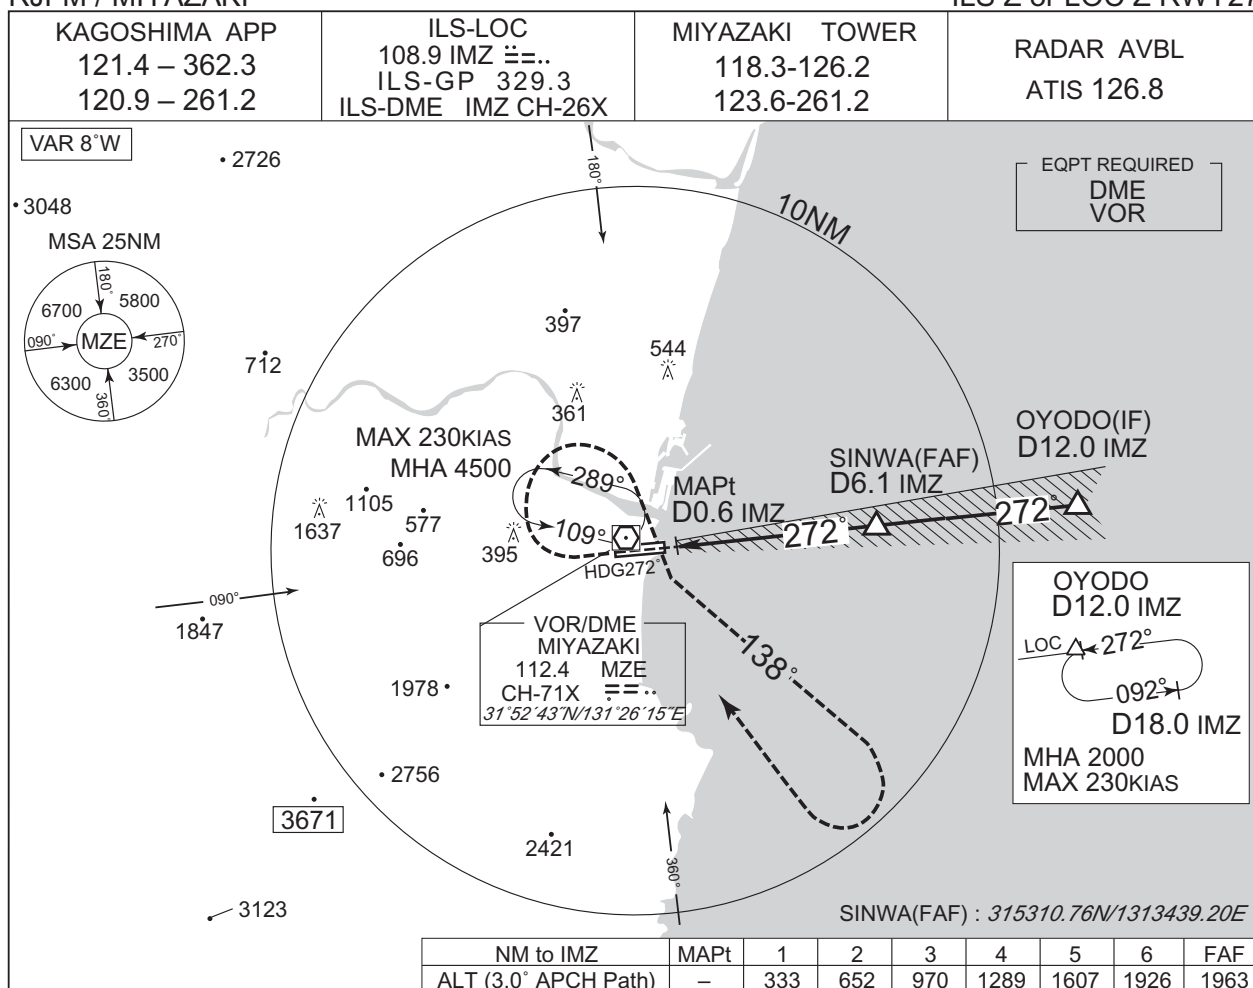 KAGOSHIMA APP
121.4 – 362.3
120.9 – 261.2
ILS-LOC
108.9 IMZ
ILS-GP 329.3
ILS-DME IMZ CH-26X
MIYAZAKI TOWER
118.3-126.2
123.6-261.2
RADAR AVBL
ATIS 126.8
VAR 8°W
2726
3048
MSA 25NM
180°
6700
5800
090°
MZE
270°
6300
3500
360°
180°
10NM
EQPT REQUIRED
DME
VOR
397
544
712
361
MAX 230KIAS
MHA 4500
289°
109°
1105
1637
577
696
395
HDG272°
MAPt
D0.6 IMZ
SINWA(FAF)
D6.1 IMZ
OYODO(IF)
D12.0 IMZ
272°
272°
090°
1847
VOR/DME
MIYAZAKI
112.4 MZE
CH-71X
31°52′43″N/131°26′15″E
138°
OYODO
D12.0 IMZ
LOC
272°
092°
D18.0 IMZ
MHA 2000
MAX 230KIAS
1978
2756
3671
2421
360°
3123
SINWA(FAF) : 315310.76N/1313439.20E
NM to IMZ MAPt 1 2 3 4 5 6 FAF
ALT (3.0° APCH Path) – 333 652 970 1289 1607 1926 1963